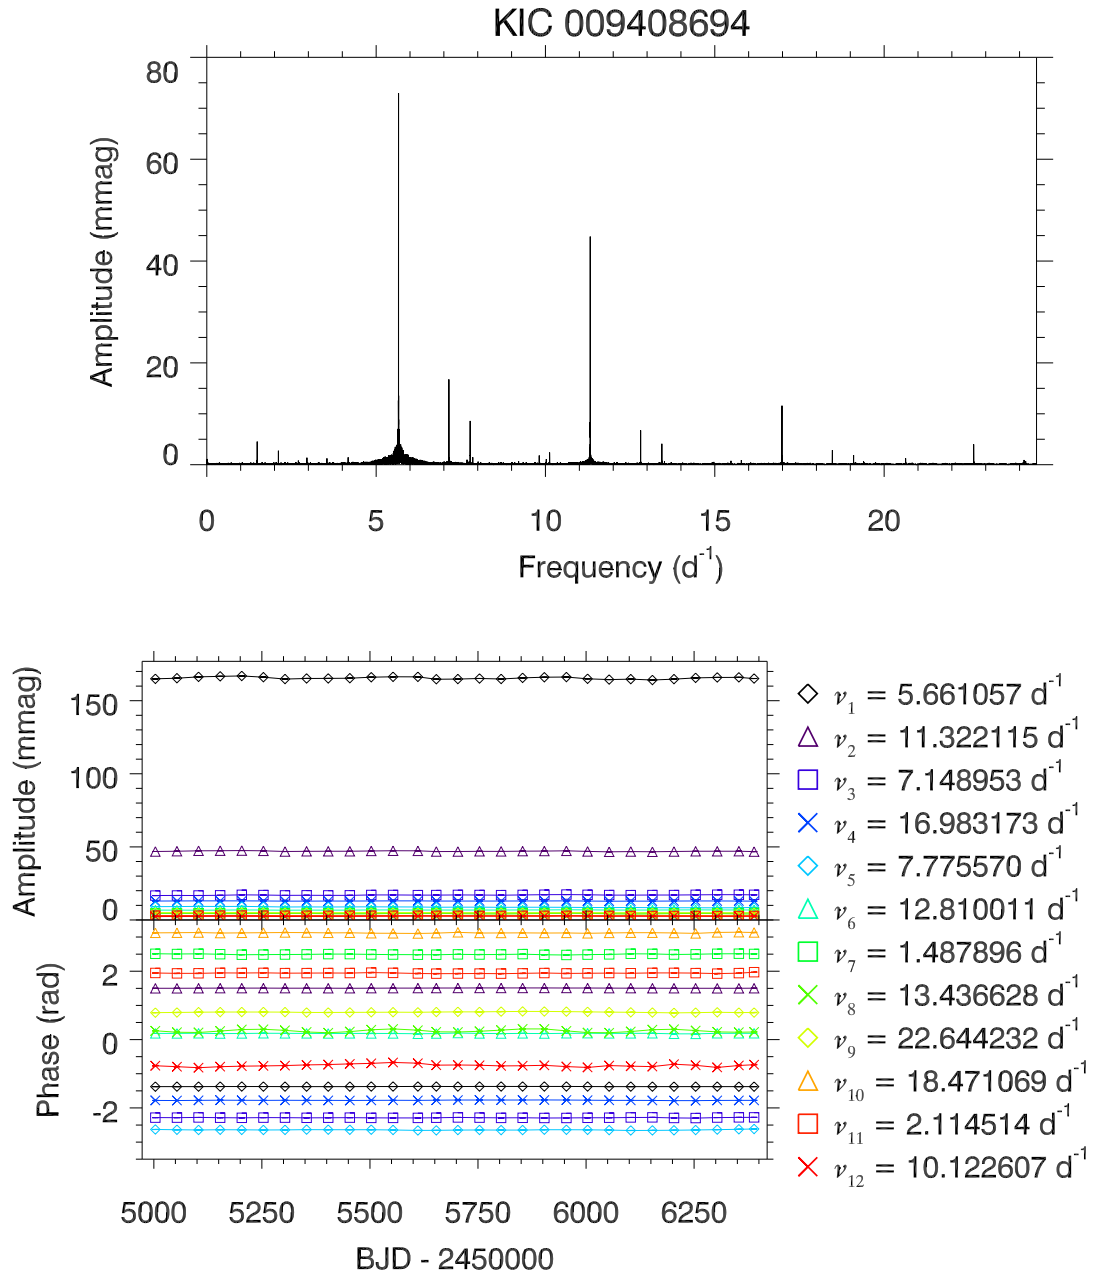 KIC 009408694
80
60
40
20
0
Amplitude (mmag)
0 5 10 15 20
Frequency (d⁻¹)
150
100
50
0
Amplitude (mmag)
2
0
-2
Phase (rad)
5000 5250 5500 5750 6000 6250
BJD - 2450000
ν₁ = 5.661057 d⁻¹
ν₂ = 11.322115 d⁻¹
ν₃ = 7.148953 d⁻¹
ν₄ = 16.983173 d⁻¹
ν₅ = 7.775570 d⁻¹
ν₆ = 12.810011 d⁻¹
ν₇ = 1.487896 d⁻¹
ν₈ = 13.436628 d⁻¹
ν₉ = 22.644232 d⁻¹
ν₁₀ = 18.471069 d⁻¹
ν₁₁ = 2.114514 d⁻¹
ν₁₂ = 10.122607 d⁻¹